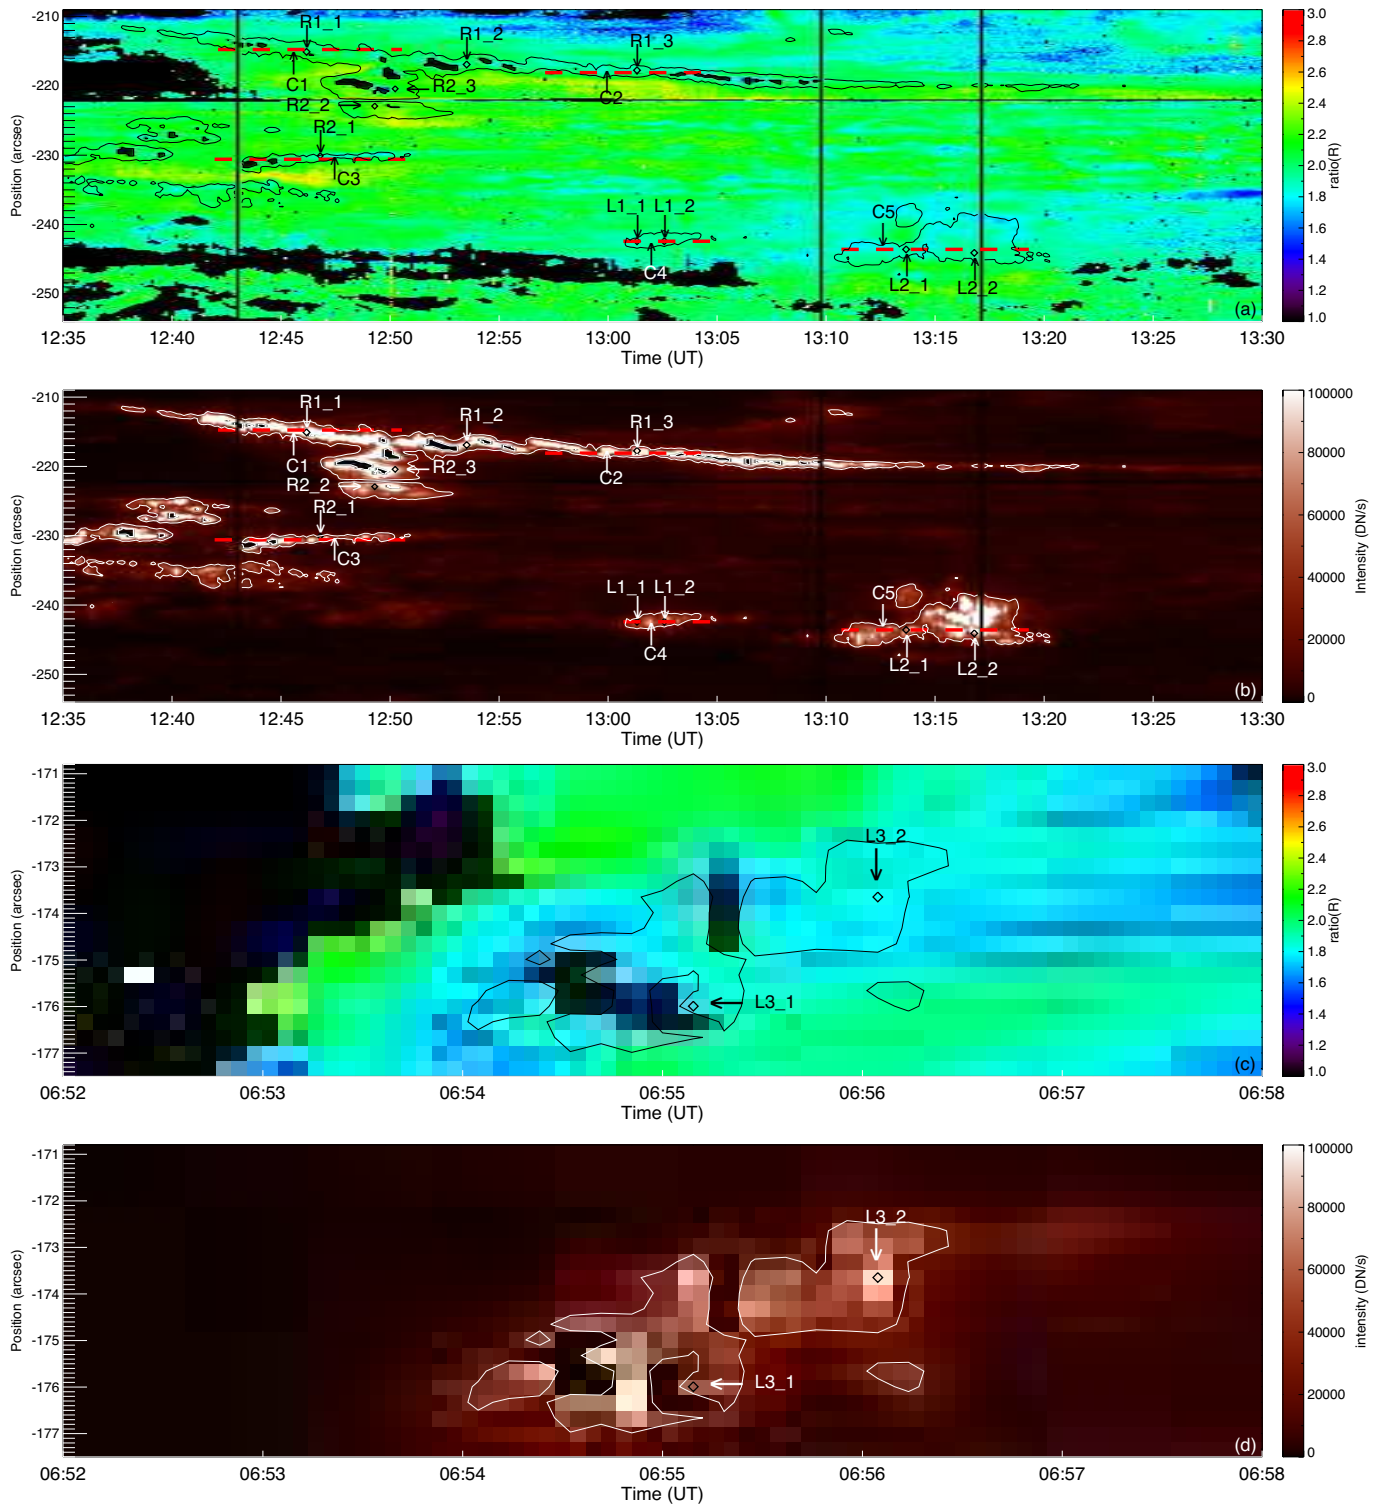 -210
-220
-230
-240
-250
Position (arcsec)
R1_1
R1_2
R1_3
C1
R2_3
C2
R2_2
R2_1
C3
L1_1 L1_2
C5
C4
L2_1
L2_2
(a)
12:35 12:40 12:45 12:50 12:55 13:00 13:05 13:10 13:15 13:20 13:25 13:30
Time (UT)
3.0
2.8
2.6
2.4
2.2
2.0
1.8
1.6
1.4
1.2
1.0
ratio(R)
-210
-220
-230
-240
-250
Position (arcsec)
R1_1
R1_2
R1_3
C1
R2_3
C2
R2_2
R2_1
C3
L1_1 L1_2
C5
C4
L2_1
L2_2
(b)
12:35 12:40 12:45 12:50 12:55 13:00 13:05 13:10 13:15 13:20 13:25 13:30
Time (UT)
100000
80000
60000
40000
20000
0
Intensity (DN/s)
-171
-172
-173
-174
-175
-176
-177
Position (arcsec)
L3_2
L3_1
(c)
06:52 06:53 06:54 06:55 06:56 06:57 06:58
Time (UT)
3.0
2.8
2.6
2.4
2.2
2.0
1.8
1.6
1.4
1.2
1.0
ratio(R)
-171
-172
-173
-174
-175
-176
-177
Position (arcsec)
L3_2
L3_1
(d)
06:52 06:53 06:54 06:55 06:56 06:57 06:58
Time (UT)
100000
80000
60000
40000
20000
0
intensity (DN/s)